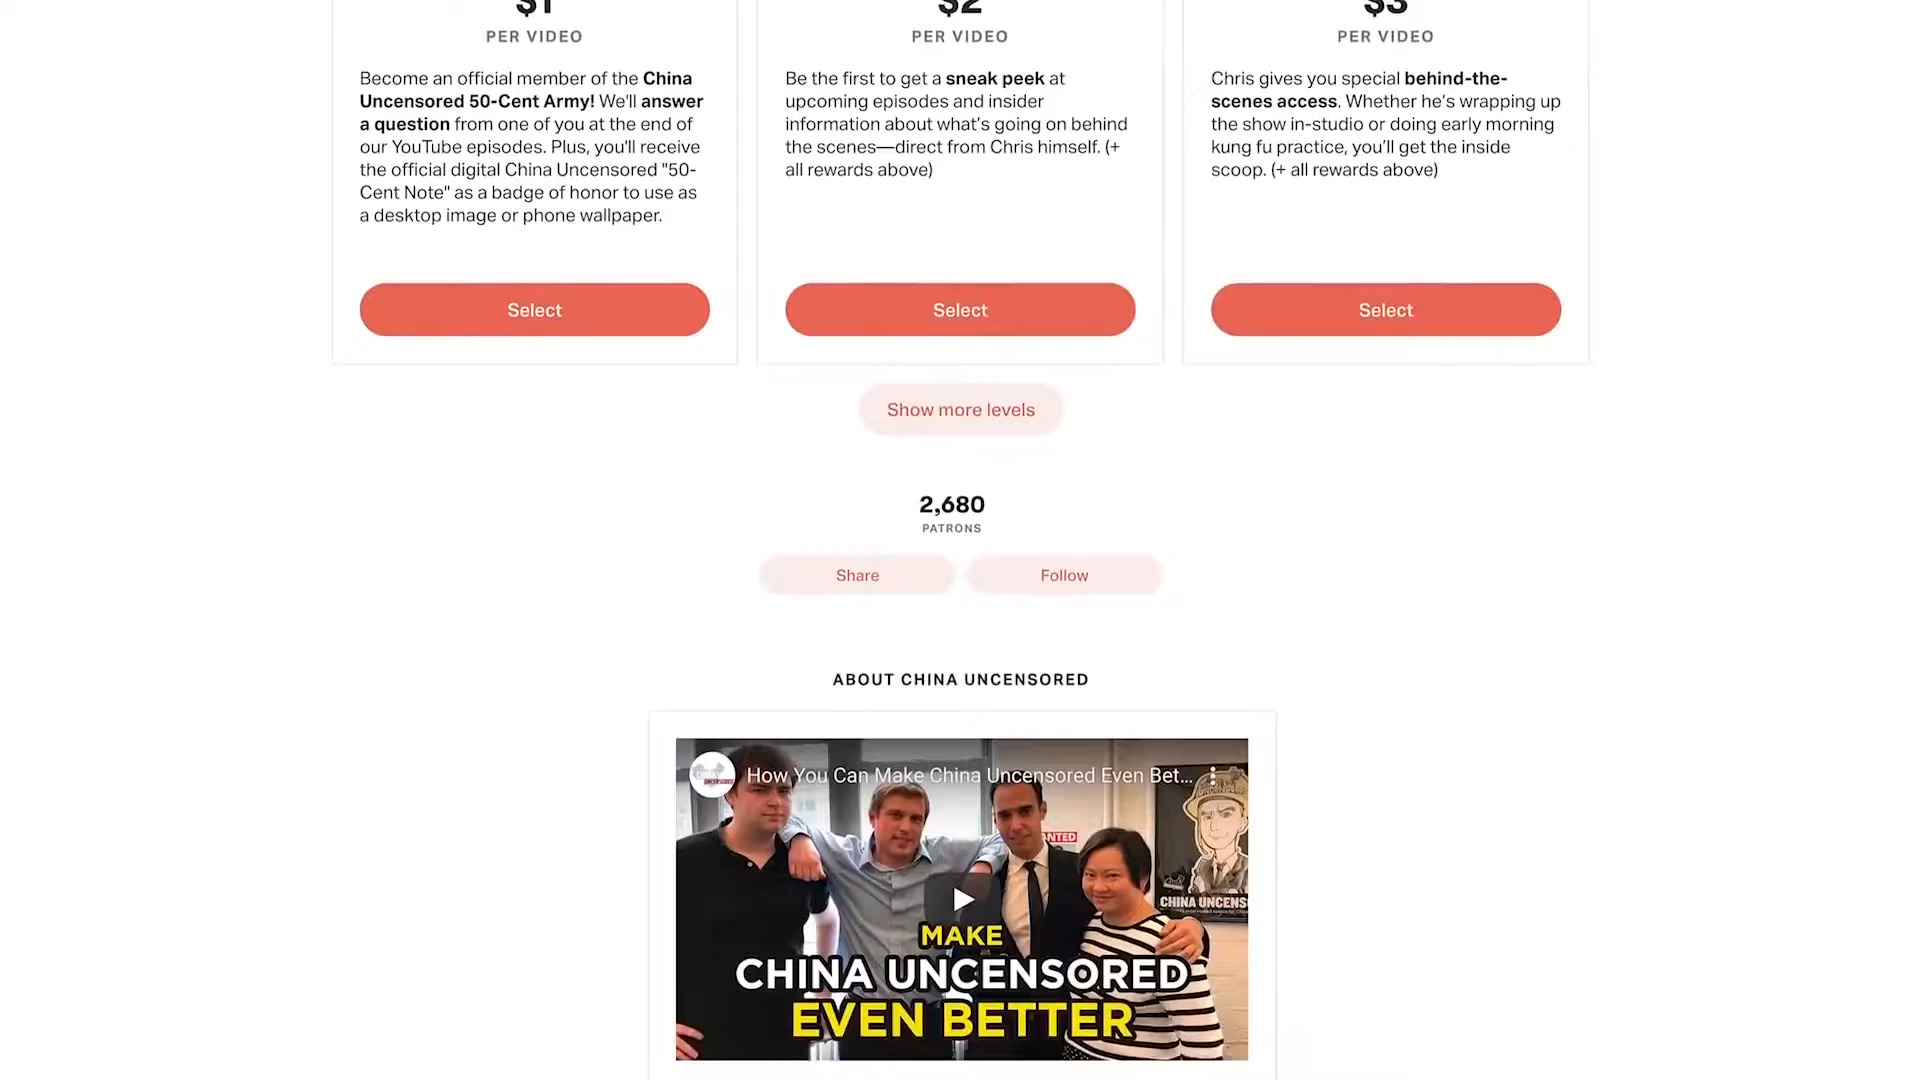 $1
PER VIDEO
Become an official member of the China
Uncensored 50-Cent Army! We'll answer
a question from one of you at the end of
our YouTube episodes. Plus, you'll receive
the official digital China Uncensored "50-
Cent Note" as a badge of honor to use as
a desktop image or phone wallpaper.
Select
$2
PER VIDEO
Be the first to get a sneak peek at
upcoming episodes and insider
information about what's going on behind
the scenes—direct from Chris himself. (+
all rewards above)
Select
$3
PER VIDEO
Chris gives you special behind-the-
scenes access. Whether he's wrapping up
the show in-studio or doing early morning
kung fu practice, you'll get the inside
scoop. (+ all rewards above)
Select
Show more levels
2,680
PATRONS
Share
Follow
ABOUT CHINA UNCENSORED
How You Can Make China Uncensored Even Bet...
ANTED
CHINA UNCENS
MAKE
CHINA UNCENSORED
EVEN BETTER